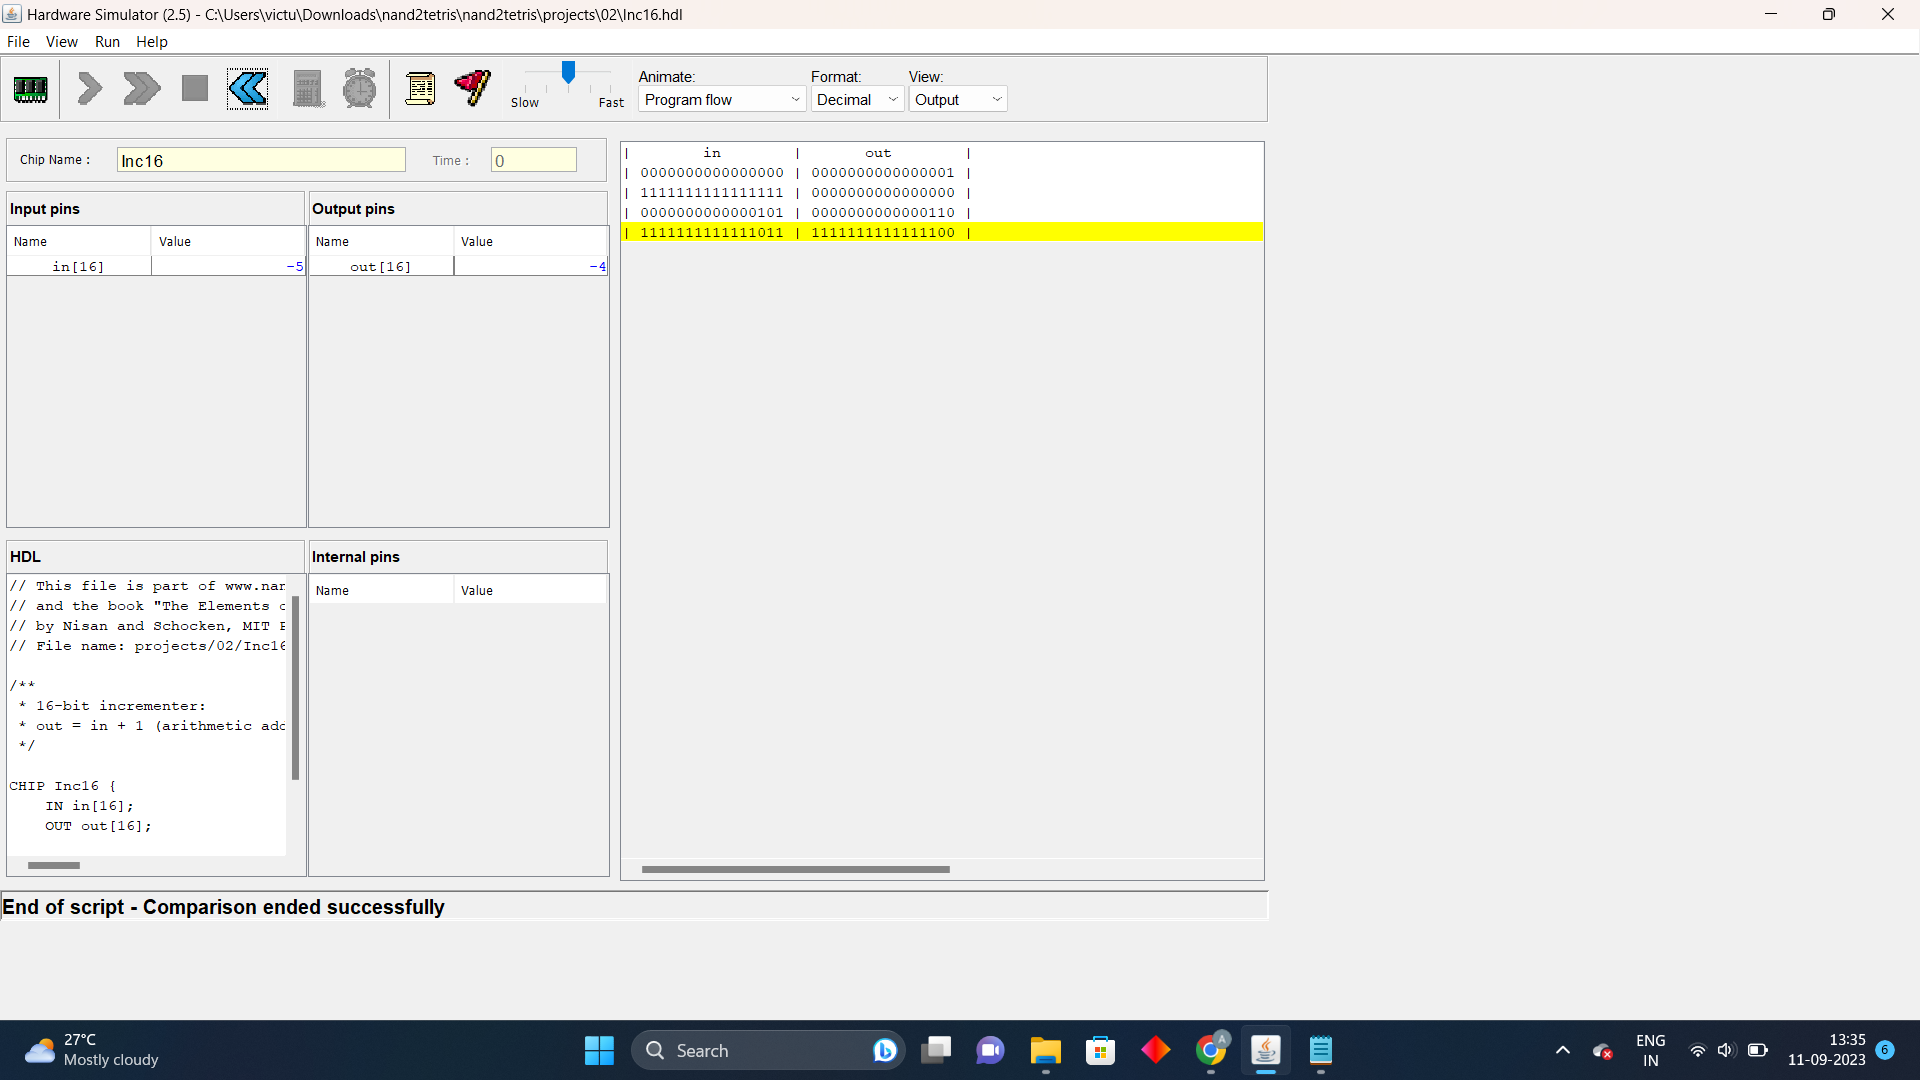 Hardware Simulator (2.5) - C:\Users\victu\Downloads\nand2tetris\nand2tetris\projects\02\Inc16.hdl
File View Run Help
Slow Fast
Animate: Format: View:
Program flow Decimal Output
Chip Name : Inc16 Time : 0
Input pins
Name Value
in[16] -5
Output pins
Name Value
out[16] -4
| in | out |
| 0000000000000000 | 0000000000000001 |
| 1111111111111111 | 0000000000000000 |
| 0000000000000101 | 0000000000000110 |
| 1111111111111011 | 1111111111111100 |
HDL
// This file is part of www.nan
// and the book "The Elements
// by Nisan and Schocken, MIT
// File name: projects/02/Inc16
/**
* 16-bit incrementer:
* out = in + 1 (arithmetic add
*/
CHIP Inc16 {
IN in[16];
OUT out[16];
Internal pins
Name Value
End of script - Comparison ended successfully
27°C
Mostly cloudy
Search
A
ENG
IN
13:35
11-09-2023
6